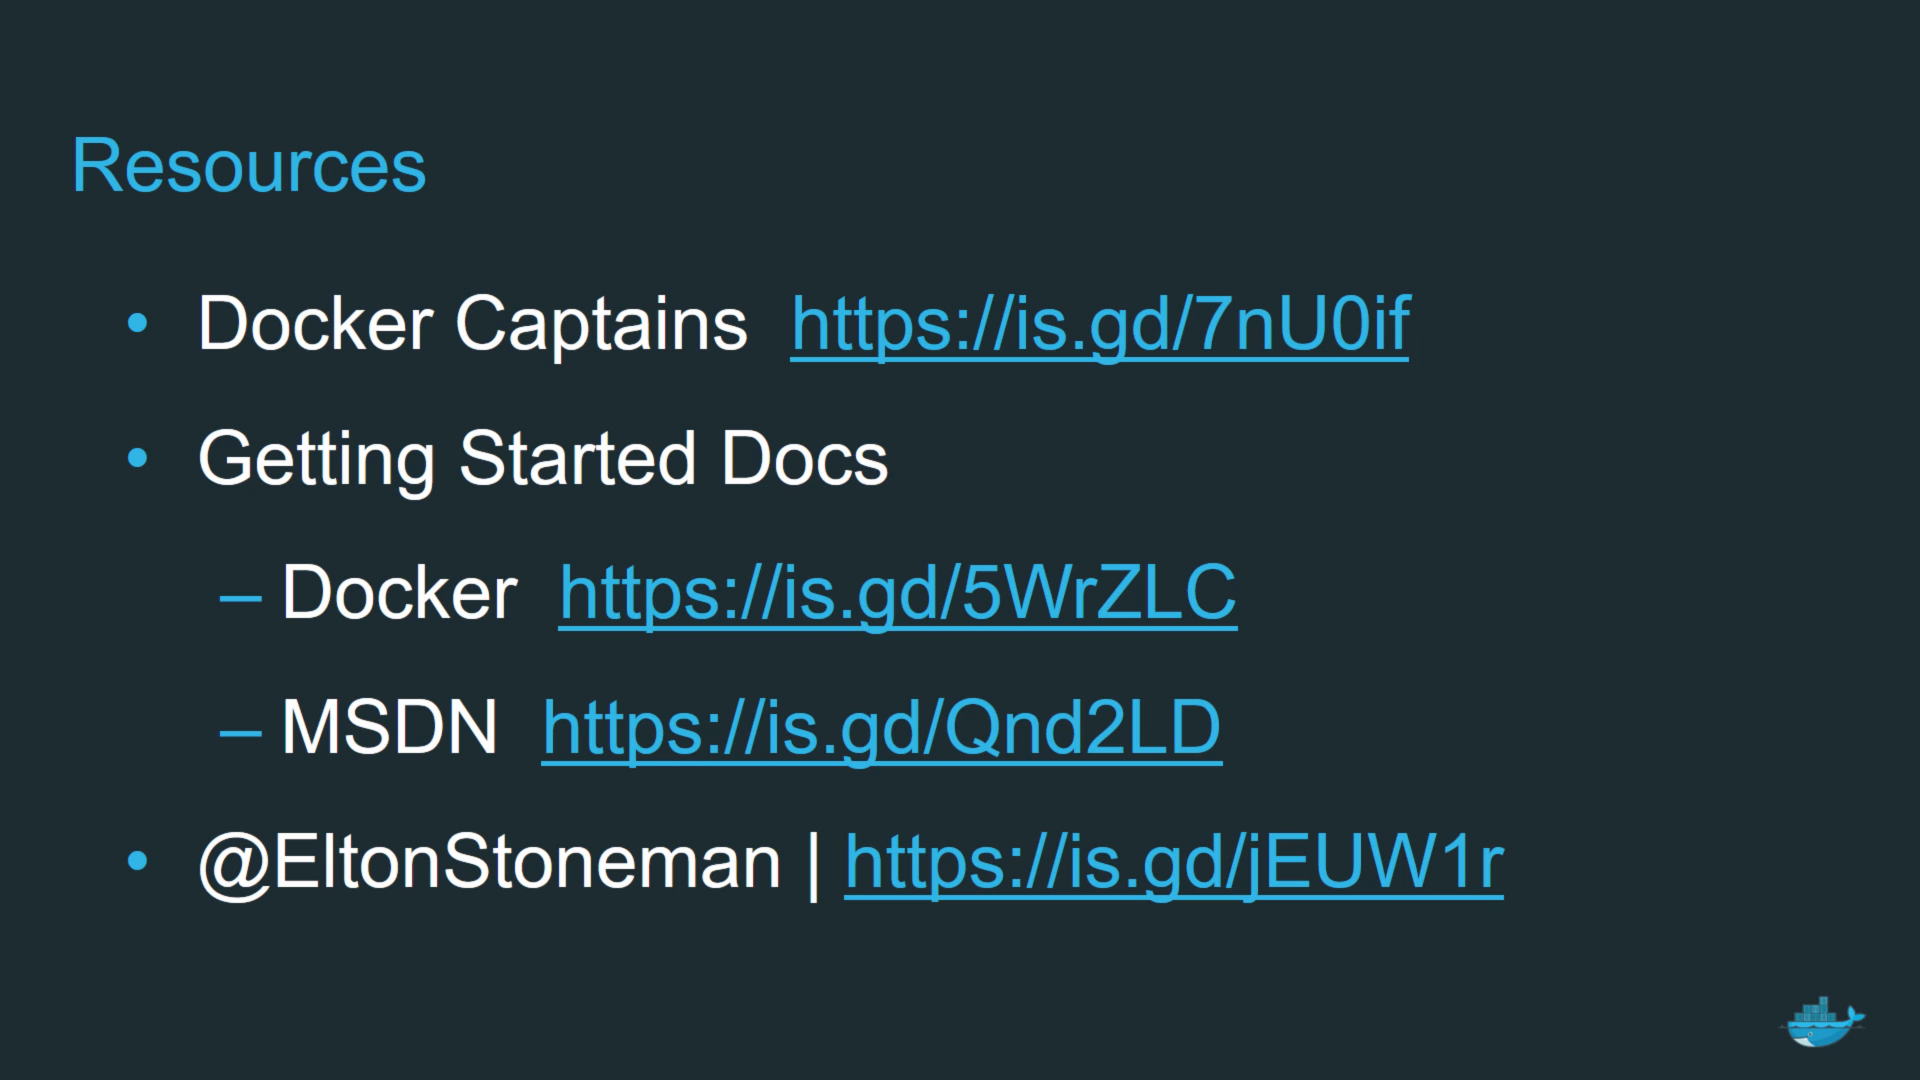 Resources
• Docker Captains https://is.gd/7nU0if
• Getting Started Docs
– Docker https://is.gd/5WrZLC
– MSDN https://is.gd/Qnd2LD
• @EltonStoneman | https://is.gd/jEUW1r